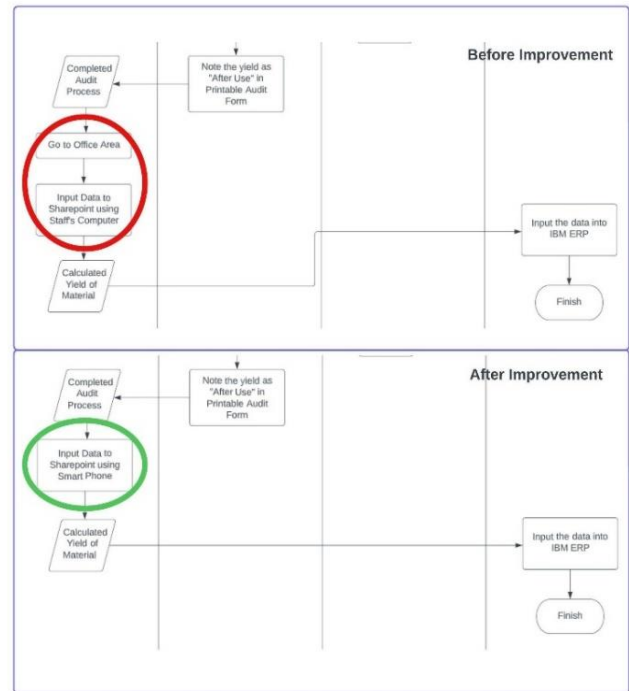 Before Improvement
Completed
Audit
Process
Note the yield as
"After Use" in
Printable Audit
Form
Go to Office Area
Input Data to
Sharepoint using
Staff's Computer
Calculated
Yield of
Material
Input the data into
IBM ERP
Finish
After Improvement
Completed
Audit
Process
Note the yield as
"After Use" in
Printable Audit
Form
Input Data to
Sharepoint using
Smart Phone
Calculated
Yield of
Material
Input the data into
IBM ERP
Finish